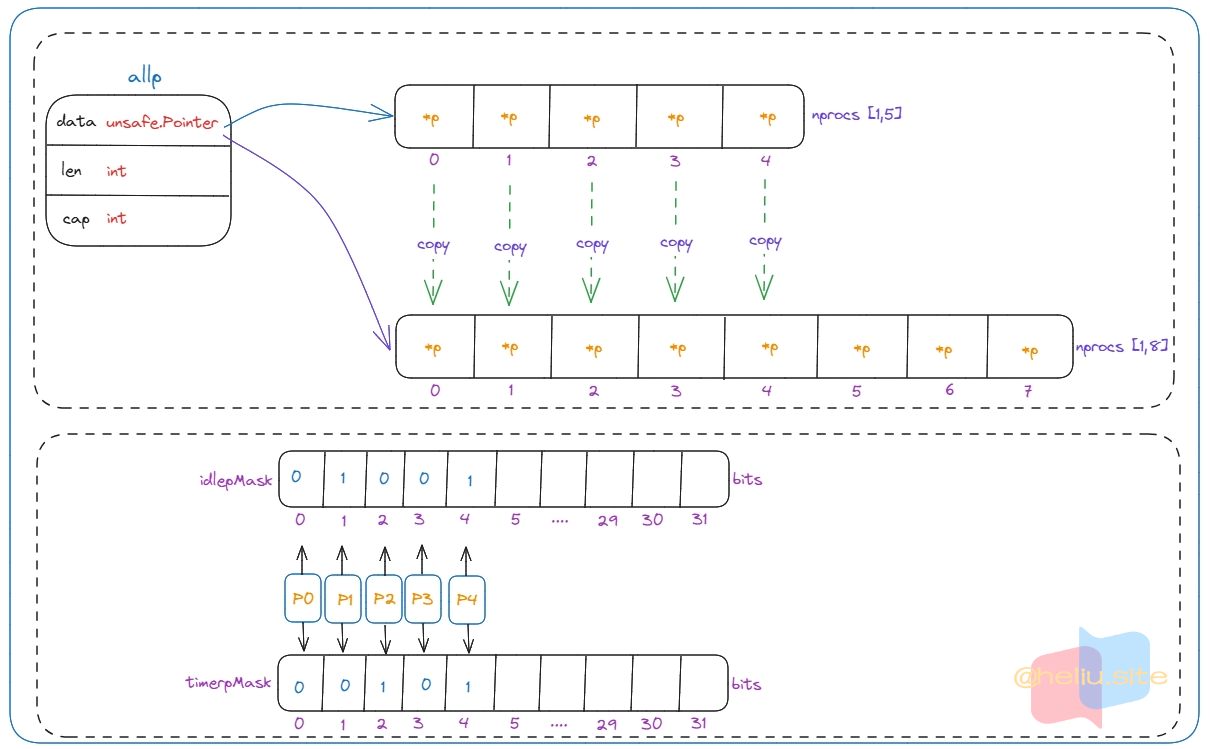 allp
data unsafe.Pointer
len int
cap int
*p *p *p *p *p nprocs [1,5]
0 1 2 3 4
copy copy copy copy copy
*p *p *p *p *p *p *p *p nprocs [1,8]
0 1 2 3 4 5 6 7
idlepMask 0 1 0 0 1 bits
0 1 2 3 4 5 .... 29 30 31
P0 P1 P2 P3 P4
timerpMask 0 0 1 0 1 bits
0 1 2 3 4 5 .... 29 30 31
@heliu.site